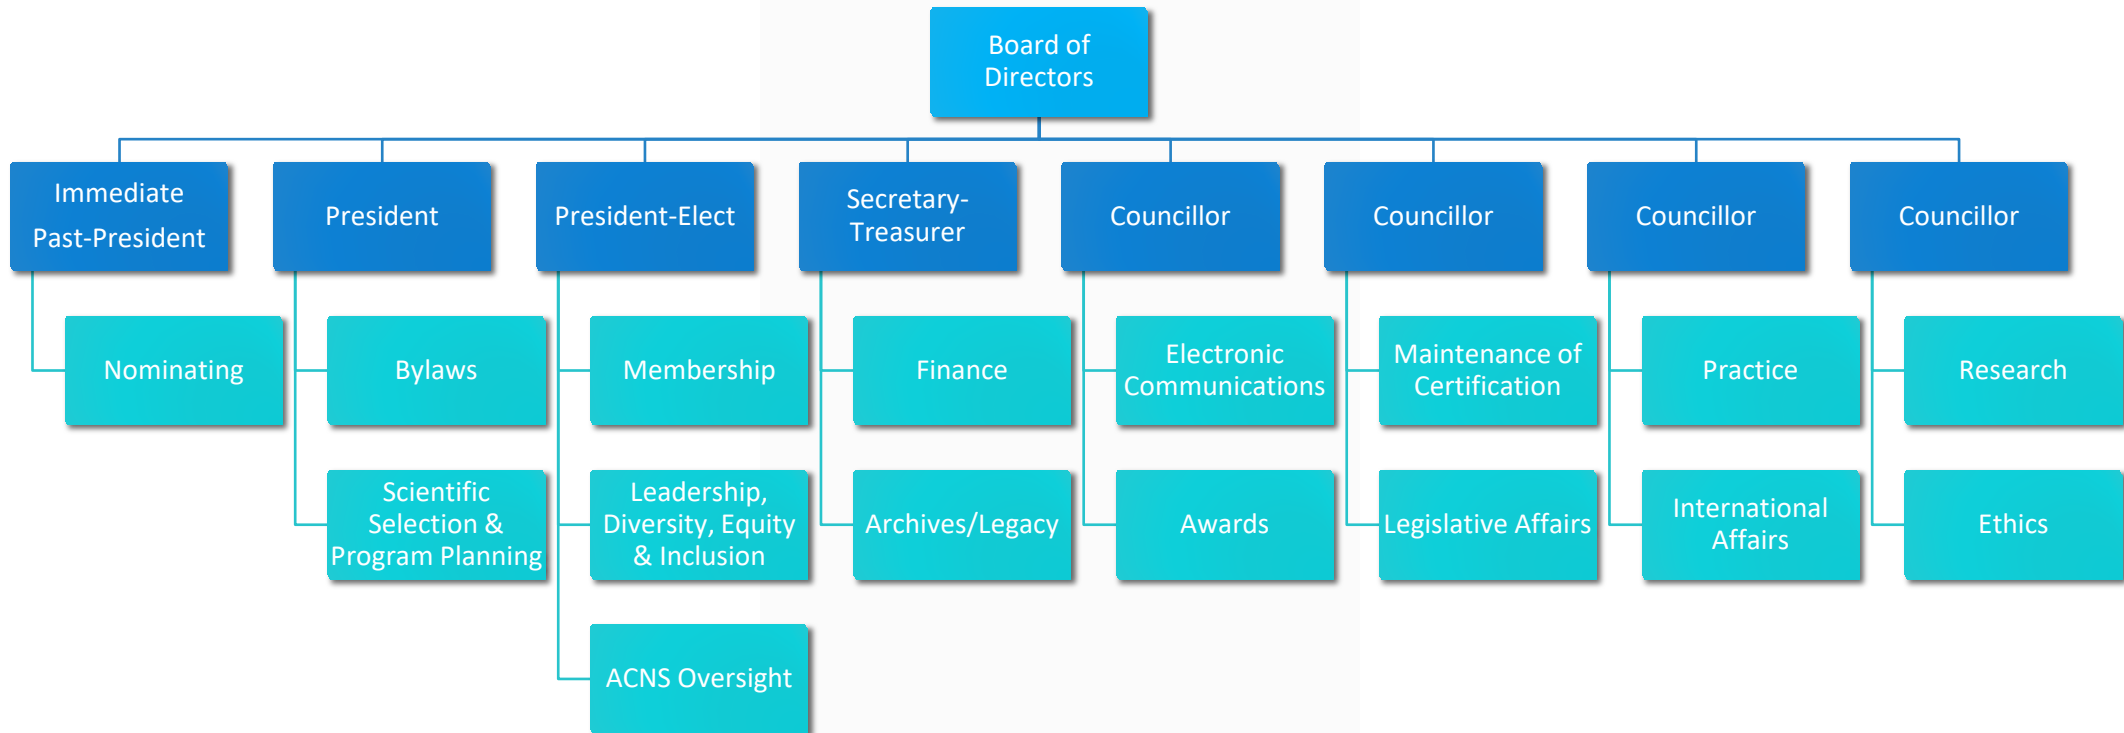 Board of
Directors
Immediate
Past-President
President
President-Elect
Secretary-
Treasurer
Councillor
Councillor
Councillor
Councillor
Nominating
Bylaws
Membership
Finance
Electronic
Communications
Maintenance of
Certification
Practice
Research
Scientific
Selection &
Program Planning
Leadership,
Diversity, Equity
& Inclusion
Archives/Legacy
Awards
Legislative Affairs
International
Affairs
Ethics
ACNS Oversight